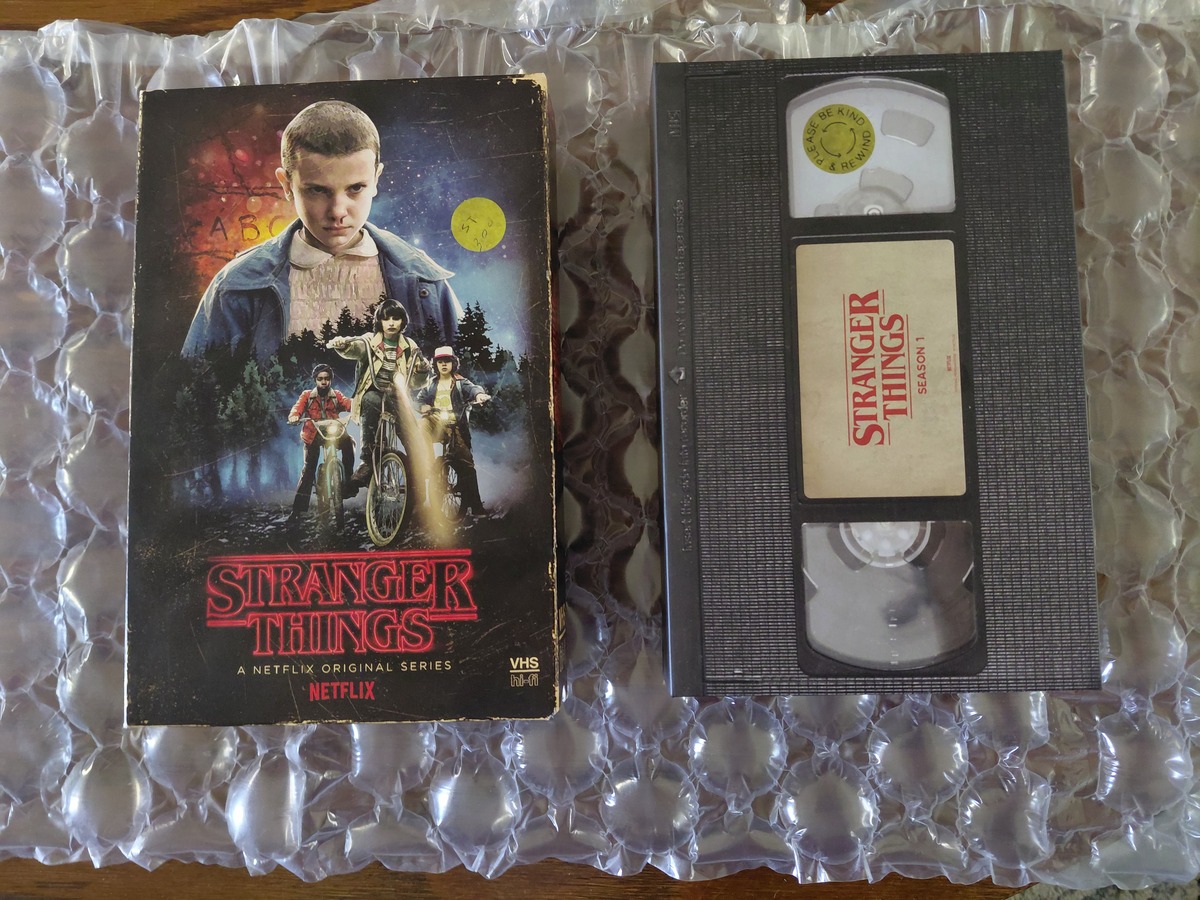 ABC
ST
300
STRANGER
THINGS
A NETFLIX ORIGINAL SERIES
NETFLIX
VHS
hi-fi
PLEASE BE KIND
& REWIND
STRANGER
THINGS
SEASON 1